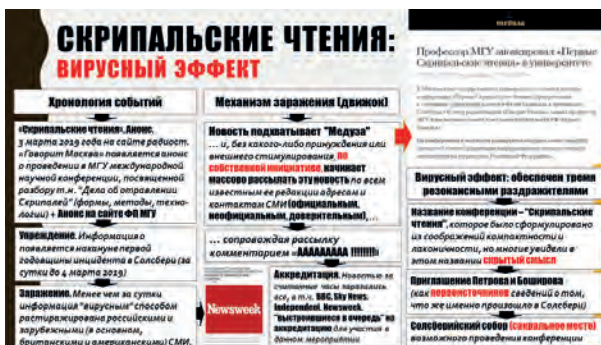 СКРИПАЛЬСКИЕ ЧТЕНИЯ:
ВИРУСНЫЙ ЭФФЕКТ
Хронология событий
«Скрипальские чтения». Анонс.
3 марта 2019 года на сайте радиост.
«Говорит Москва» появляется анонс
о проведении в МГУ международной
научной конференции, посвященной
разбору т.н. "Дела об отравлении
Скрипалей" (формы, методы, техно-
логии) + Анонс на сайте ФП МГУ
Упреждение. Информация о
появляется накануне первой
годовщины инцидента в Солсбери (за
сутки до 4 марта 2019)
Заражение. Менее чем за сутки
информация "вирусным" способом
растиражирована российскими и
зарубежными (в основном,
британскими и американскими) СМИ.
Механизм заражения (движок)
Новость подхватывает "Медуза"
... и, без какого-либо принуждения или
внешнего стимулирования, по
собственной инициативе, начинает
массово рассылать эту новость по всем
известным ее редакции адресам и
контактам СМИ (официальным,
неофициальным, доверительным),...
... сопровождая рассылку
комментарием «ААААААААА !!!!!!!!»
Newsweek
Аккредитация. Новостью за
считанные часы заразились
все, в т.ч. BBC, Sky News,
Independent, Newsweek,
"выстроившиеся в очередь" на
аккредитацию для участия в
данном мероприятии
медуза
Профессор МГУ анонсировал «Первые
Скрипальские чтения» в университете
Вирусный эффект: обеспечен тремя
резонансными раздражителями
Название конференции – "Скрипальские
чтения", которое было сформулировано
из соображений компактности и
лаконичности, но многие увидели в
этом названии скрытый смысл
Приглашение Петрова и Боширова
(как первоисточников сведений о том,
что же именно произошло в Солсбери)
Солсберийский собор (сакральное место)
возможного проведения конференции